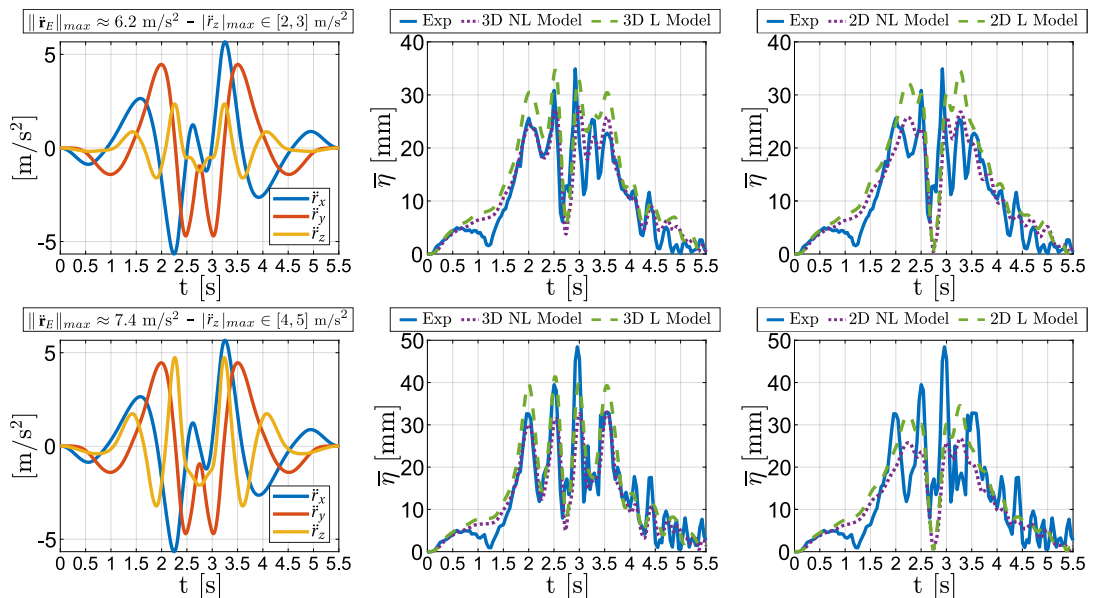 ‖ r̈_E‖_max ≈ 6.2 m/s² – |r̈_z|_max ∈ [2, 3] m/s²
5
0
-5
[m/s²]
r̈_x
r̈_y
r̈_z
0 0.5 1 1.5 2 2.5 3 3.5 4 4.5 5 5.5
t [s]
Exp 3D NL Model 3D L Model
40
30
20
10
0
η̅ [mm]
0 0.5 1 1.5 2 2.5 3 3.5 4 4.5 5 5.5
t [s]
Exp 2D NL Model 2D L Model
40
30
20
10
0
η̅ [mm]
0 0.5 1 1.5 2 2.5 3 3.5 4 4.5 5 5.5
t [s]
‖ r̈_E‖_max ≈ 7.4 m/s² – |r̈_z|_max ∈ [4, 5] m/s²
5
0
-5
[m/s²]
r̈_x
r̈_y
r̈_z
0 0.5 1 1.5 2 2.5 3 3.5 4 4.5 5 5.5
t [s]
Exp 3D NL Model 3D L Model
50
40
30
20
10
0
η̅ [mm]
0 0.5 1 1.5 2 2.5 3 3.5 4 4.5 5 5.5
t [s]
Exp 2D NL Model 2D L Model
50
40
30
20
10
0
η̅ [mm]
0 0.5 1 1.5 2 2.5 3 3.5 4 4.5 5 5.5
t [s]